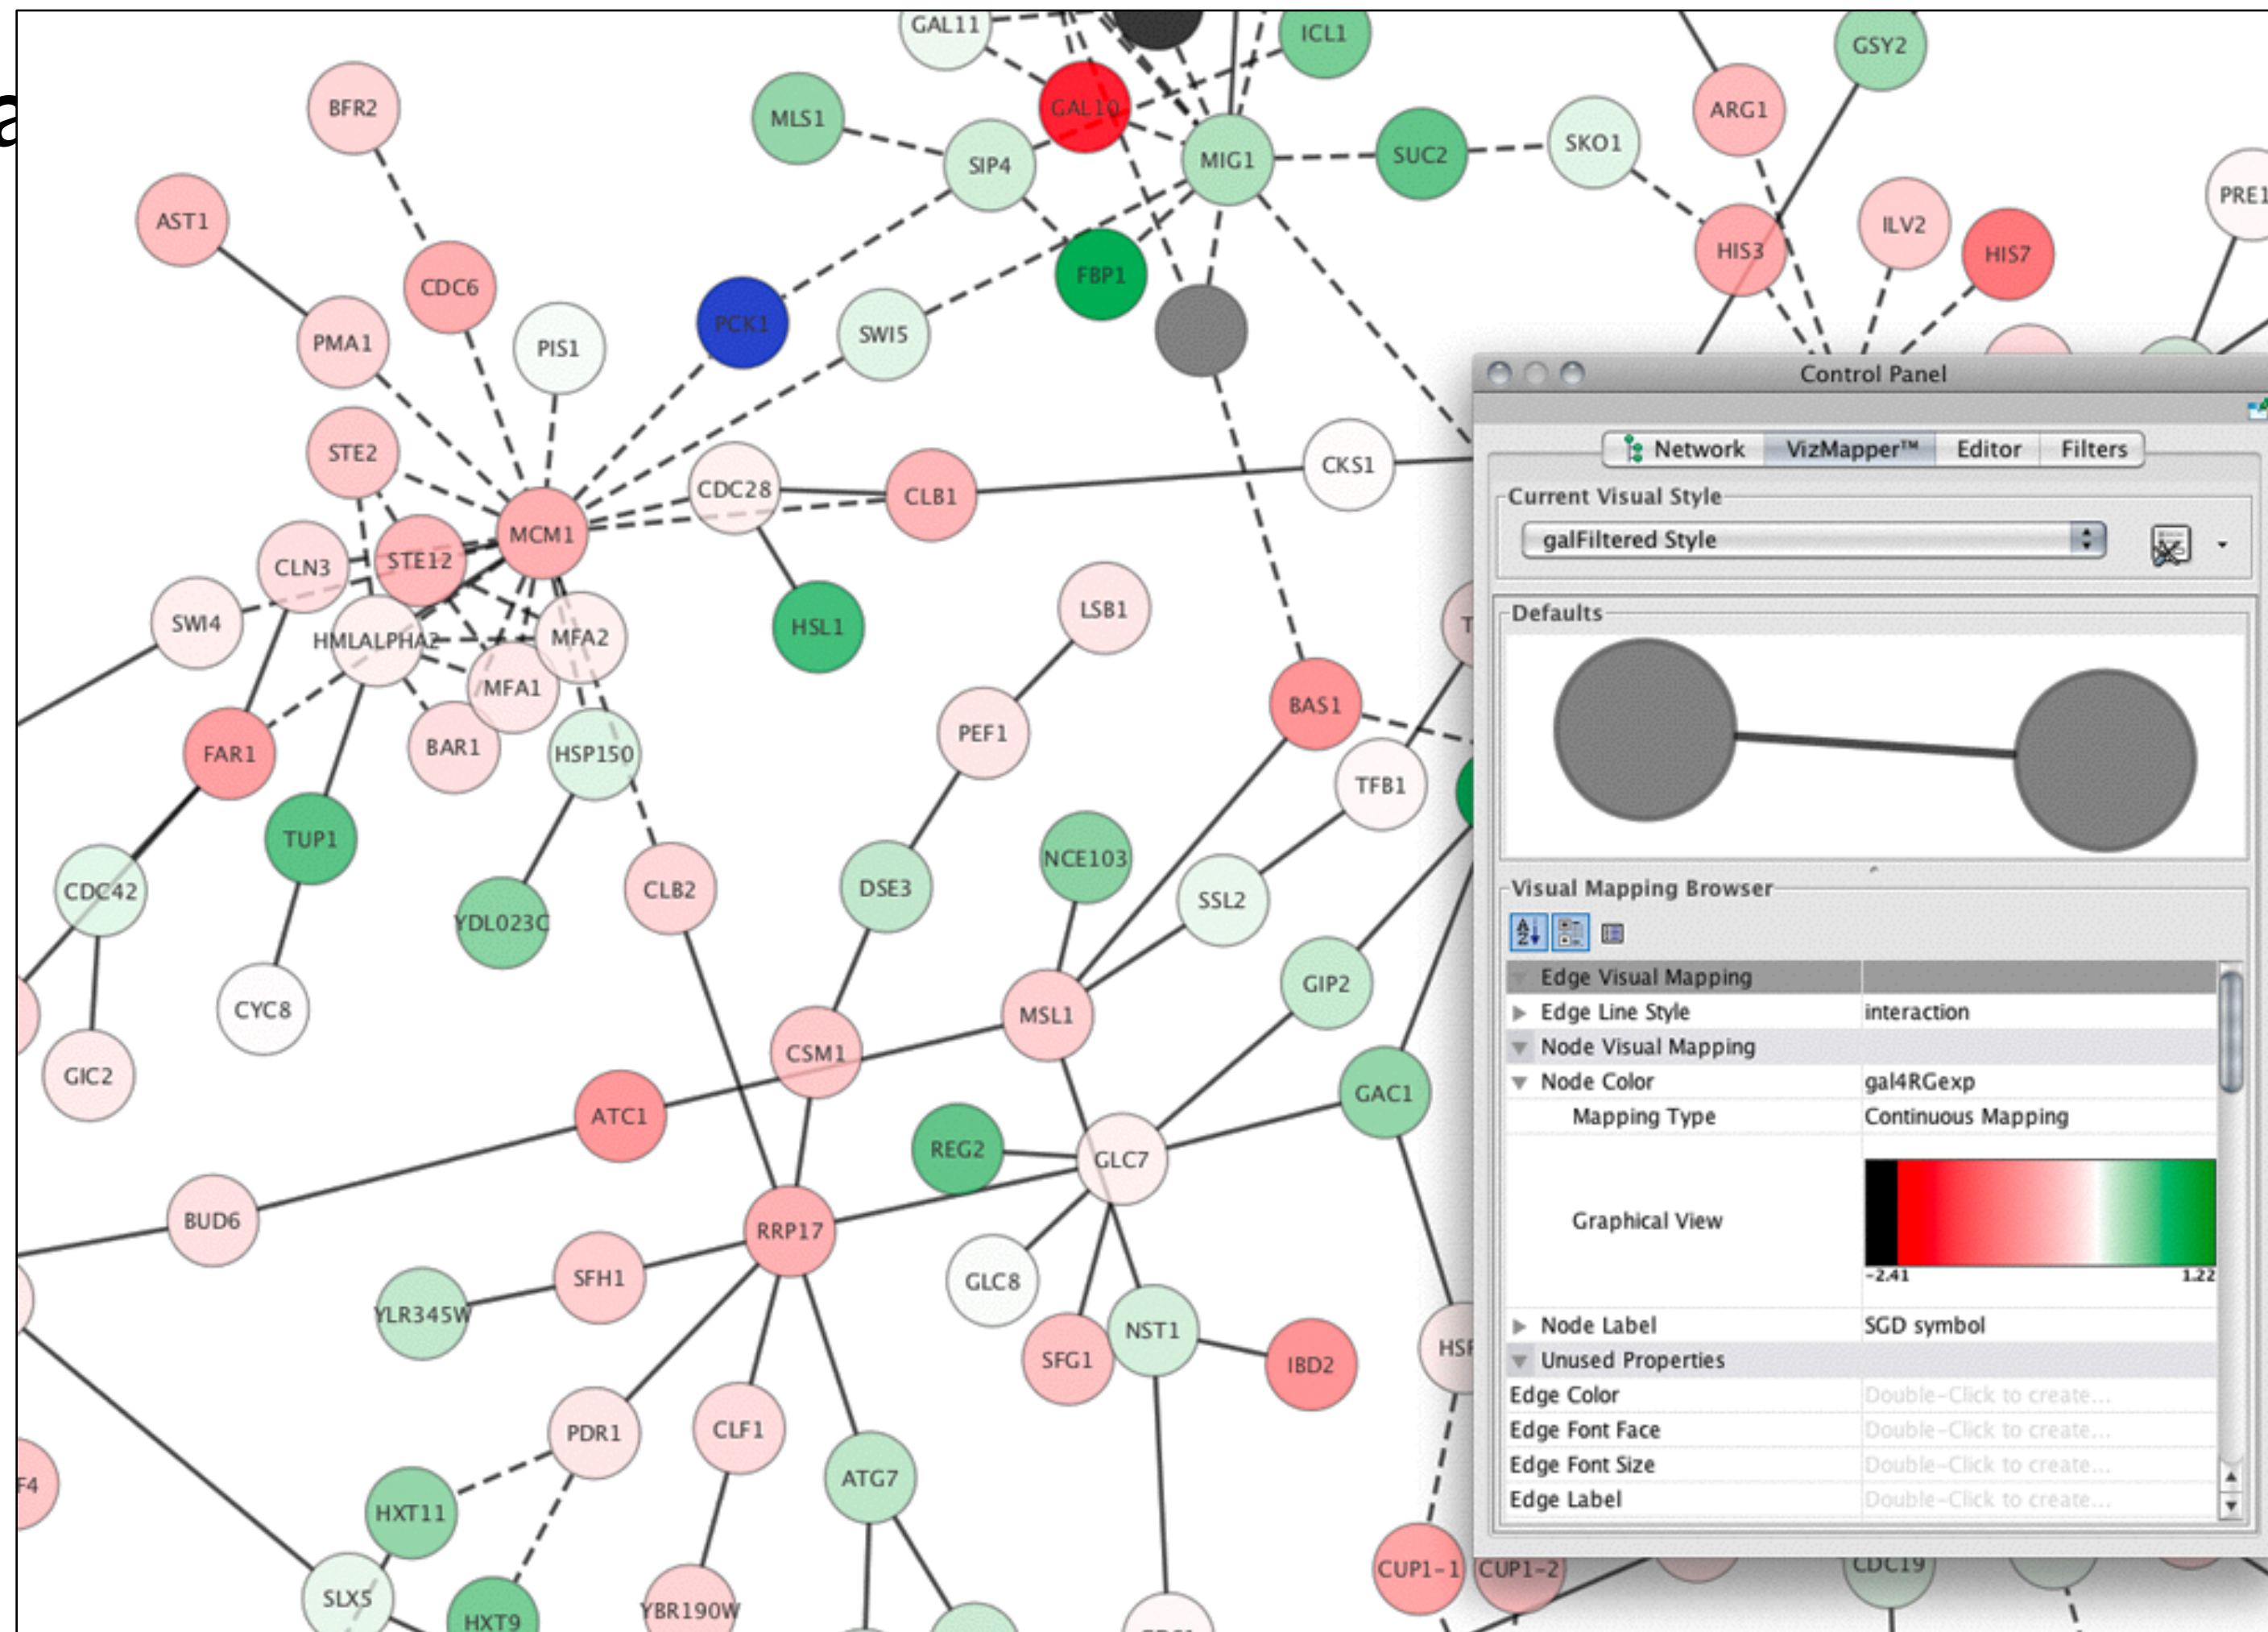 GAL11
ICL1
GSY2
BFR2
GAL10
MLS1
ARG1
SIP4
MIG1
SUC2
SKO1
AST1
PRE1
HIS3
ILV2
HIS7
CDC6
FBP1
PMA1
PIS1
PCK1
SWI5
STE2
CDC28
CLB1
CKS1
MCM1
CLN3
STE12
SWI4
HMLALPHA2
MFA2
HSL1
LSB1
MFA1
BAS1
FAR1
BAR1
HSP150
PEF1
TFB1
TUP1
CDC42
YDL023C
CLB2
DSE3
NCE103
SSL2
CYC8
GIP2
GIC2
CSM1
MSL1
ATC1
GAC1
REG2
GLC7
BUD6
RRP17
YLR345W
SFH1
GLC8
SFG1
NST1
IBD2
HSP
PDR1
CLF1
ATG7
F4
HXT11
SLX5
HXT9
YBR190W
CUP1-1
CUP1-2
CDC19
Control Panel
Network VizMapper™ Editor Filters
Current Visual Style
galFiltered Style
Defaults
Visual Mapping Browser
Edge Visual Mapping
Edge Line Style interaction
Node Visual Mapping
Node Color gal4RGexp
Mapping Type Continuous Mapping
Graphical View
-2.41 1.22
Node Label SGD symbol
Unused Properties
Edge Color Double-Click to create...
Edge Font Face Double-Click to create...
Edge Font Size Double-Click to create...
Edge Label Double-Click to create...